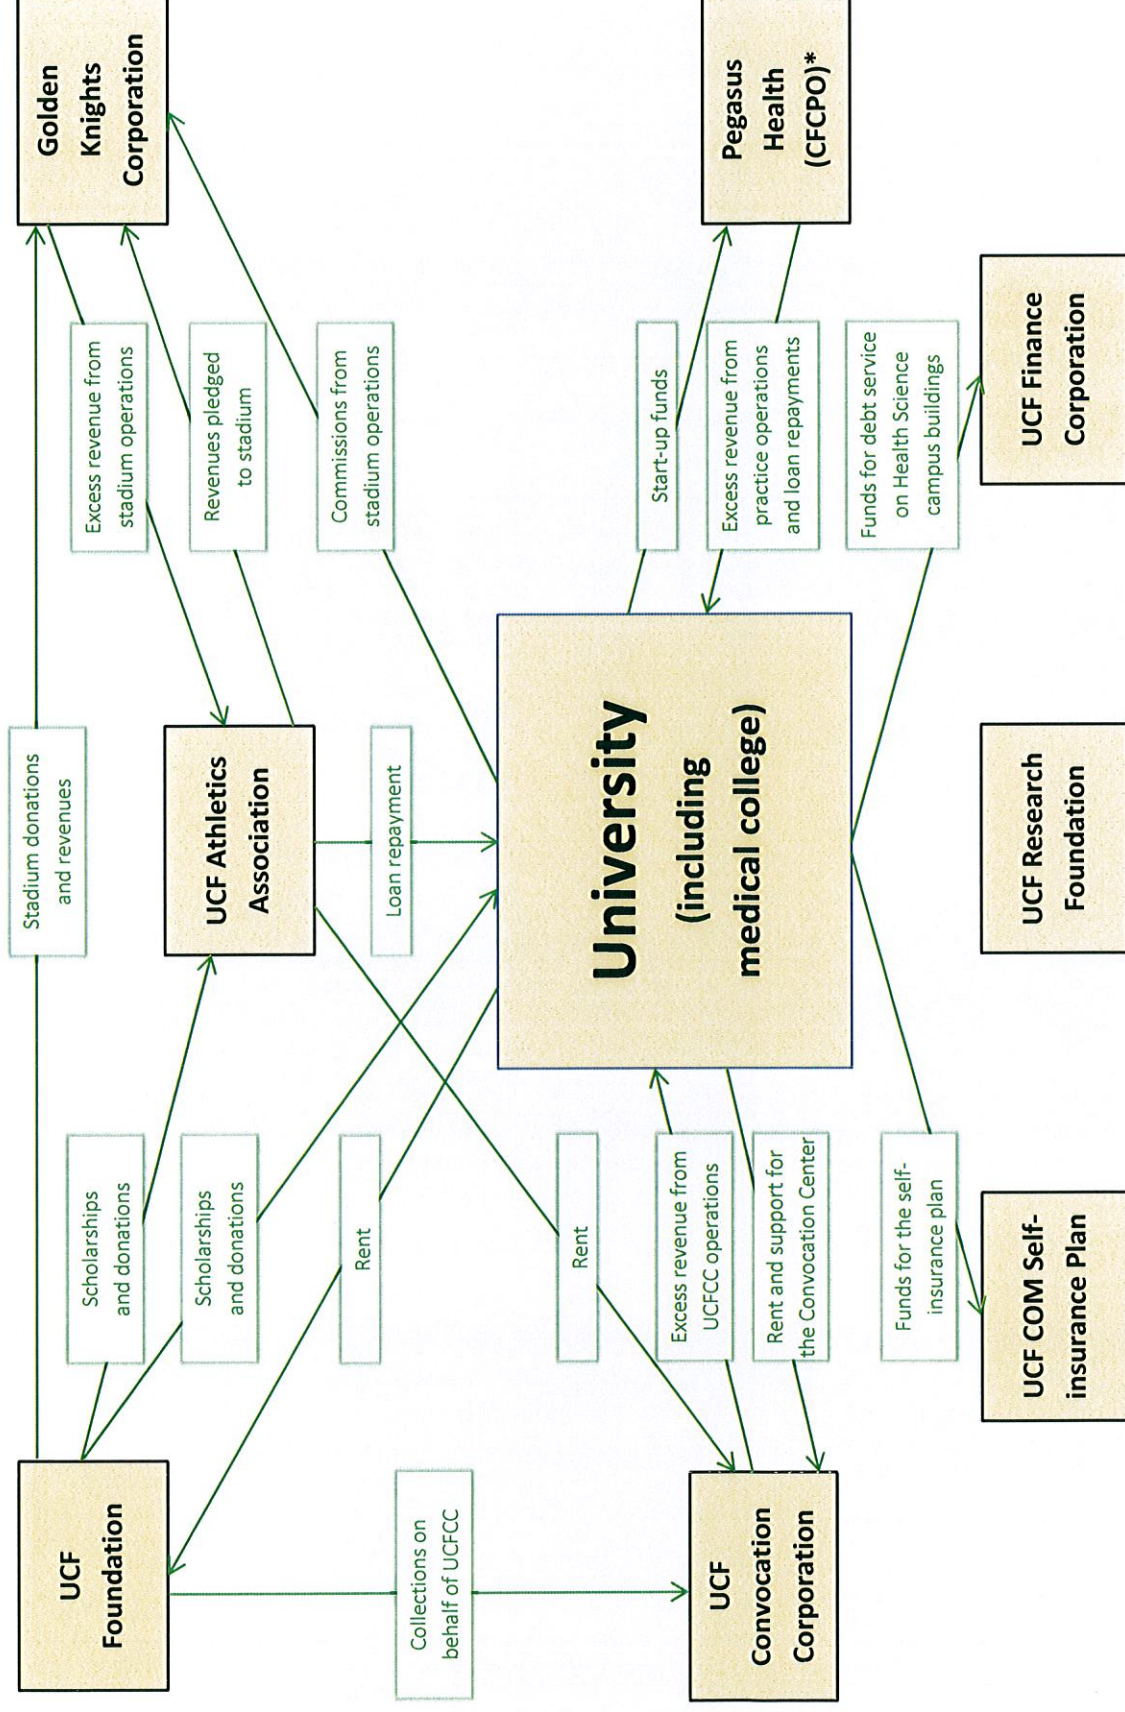 Stadium donations
and revenues
UCF
Foundation
Scholarships
and donations
UCF Athletics
Association
Excess revenue from
stadium operations
Golden
Knights
Corporation
Scholarships
and donations
Revenues pledged
to stadium
Rent
Loan repayment
Commissions from
stadium operations
Collections on
behalf of UCFCC
Rent
University
(including
medical college)
Start-up funds
Excess revenue from
UCFCC operations
Excess revenue from
practice operations
and loan repayments
Pegasus
Health
(CFCPO)*
UCF
Convocation
Corporation
Rent and support for
the Convocation Center
Funds for the self-
insurance plan
Funds for debt service
on Health Science
campus buildings
UCF COM Self-
insurance Plan
UCF Research
Foundation
UCF Finance
Corporation